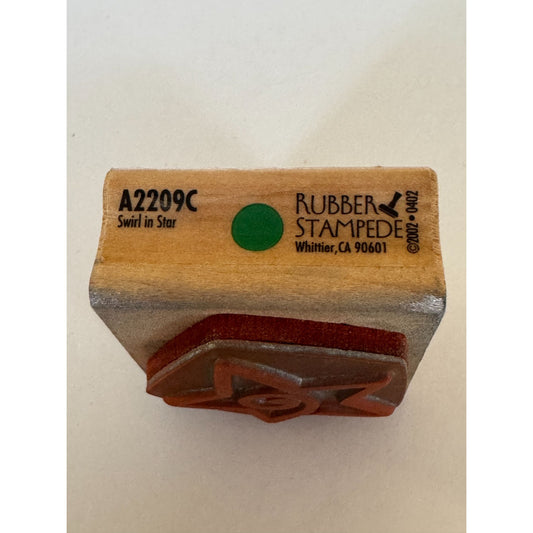 A2209C
Swirl in Star
RUBBER
STAMPEDE
Whittier, CA 90601
©2002 • 0402